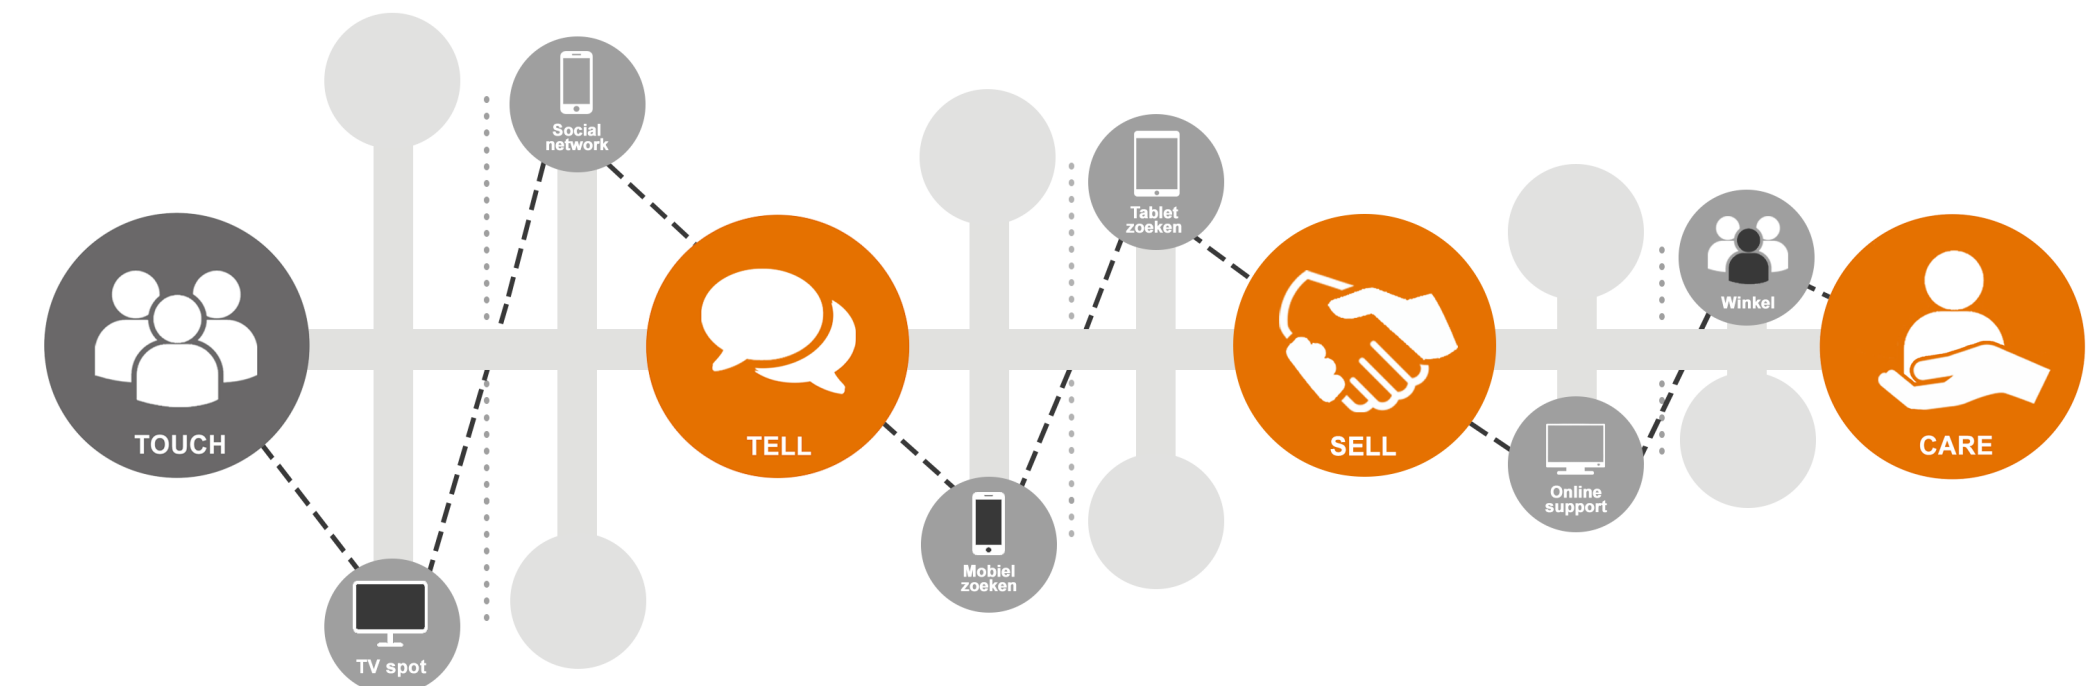 TOUCH
TV spot
Social
network
TELL
Mobiel
zoeken
Tablet
zoeken
SELL
Online
support
Winkel
CARE